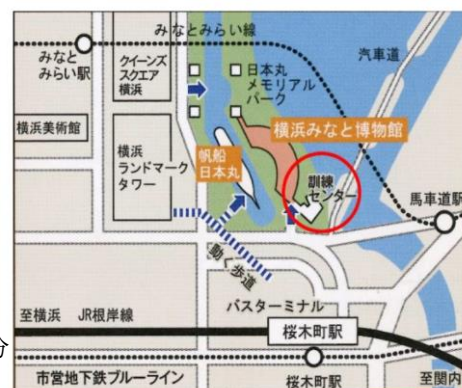 みなとみらい線
みなと
みらい駅
クイーンズ
スクエア
横浜
日本丸
メモリアル
パーク
汽車道
横浜美術館
横浜みなと博物館
横浜
ランドマーク
タワー
帆船
日本丸
訓練
センター
馬車道駅
動く歩道
バスターミナル
至横浜 JR根岸線
桜木町駅
分
市営地下鉄ブルーライン
桜木町駅
至関内